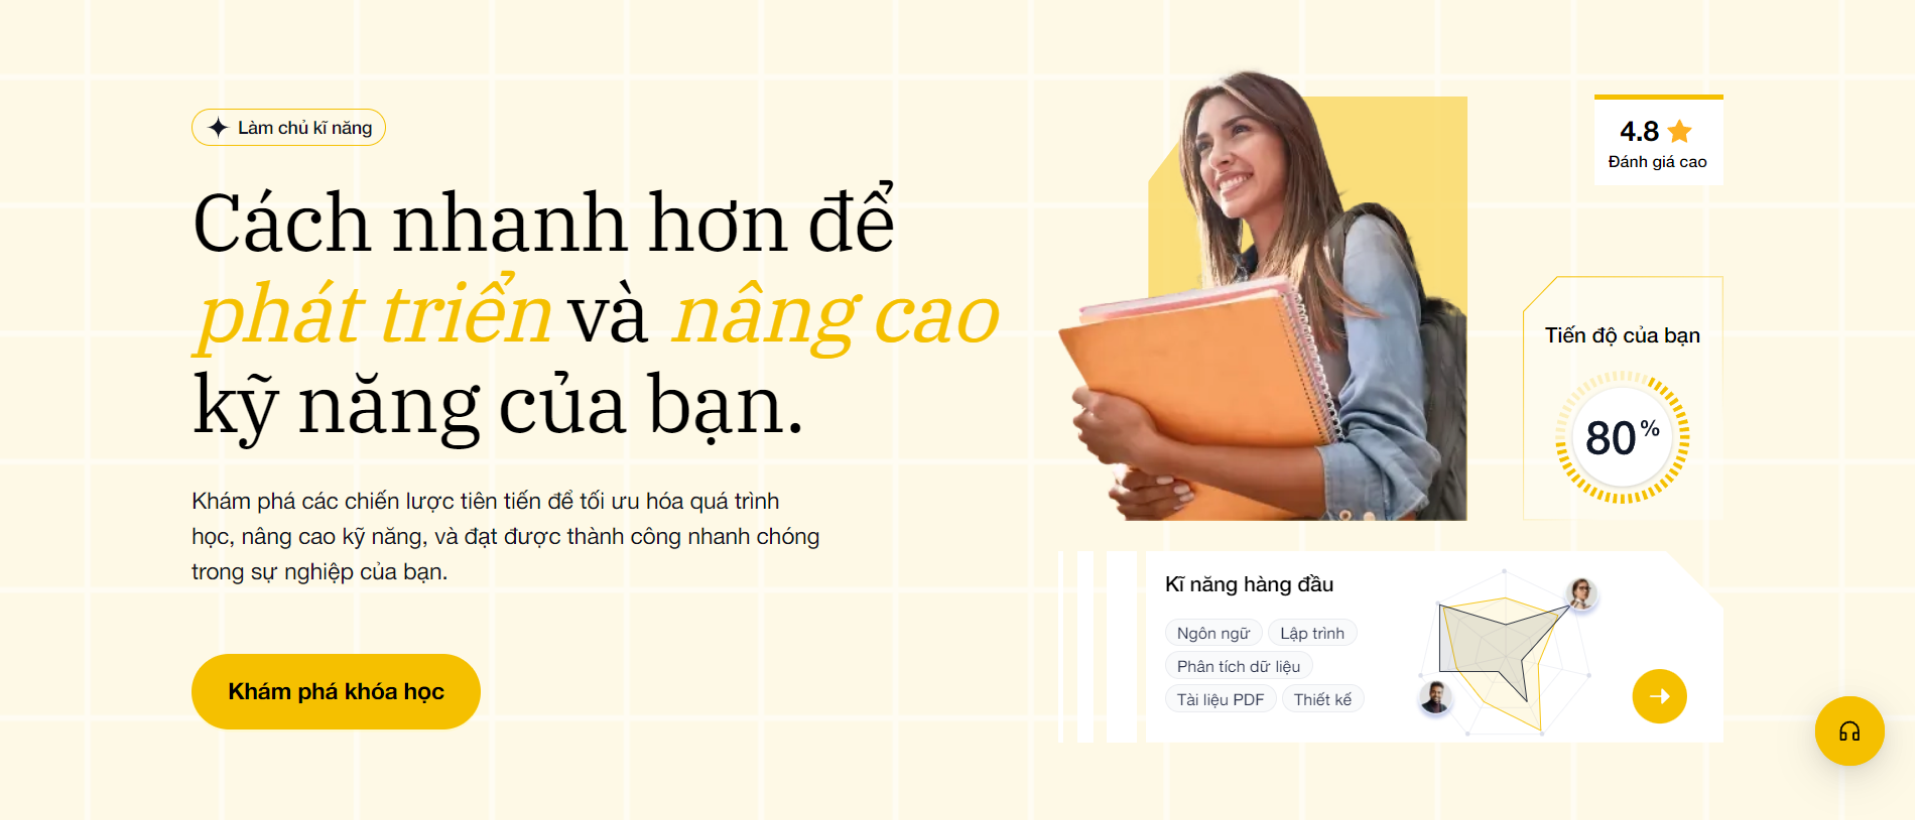 Làm chủ kĩ năng
Cách nhanh hơn để
phát triển và nâng cao
kỹ năng của bạn.
Khám phá các chiến lược tiên tiến để tối ưu hóa quá trình
học, nâng cao kỹ năng, và đạt được thành công nhanh chóng
trong sự nghiệp của bạn.
Khám phá khóa học
4.8
Đánh giá cao
Tiến độ của bạn
80%
Kĩ năng hàng đầu
Ngôn ngữ Lập trình
Phân tích dữ liệu
Tài liệu PDF Thiết kế